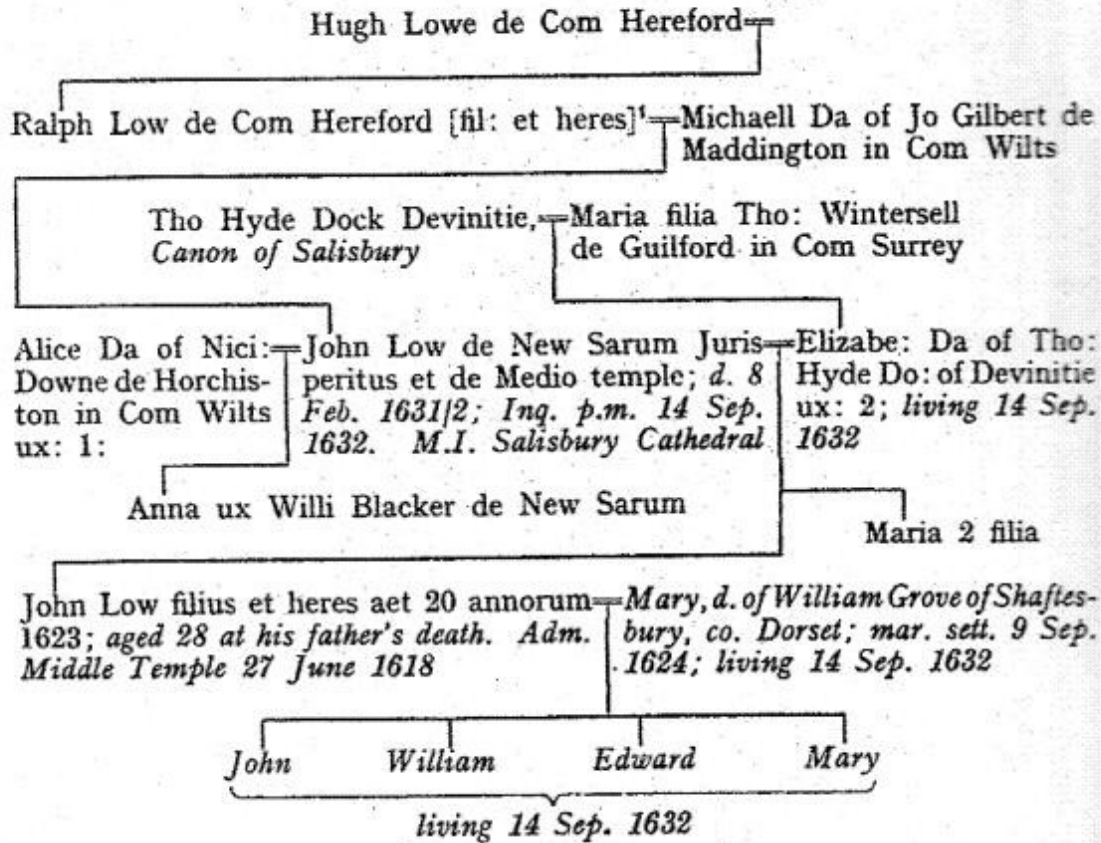 Hugh Lowe de Com Hereford
Ralph Low de Com Hereford [fil: et heres]¹
Michaell Da of Jo Gilbert de
Maddington in Com Wilts
Tho Hyde Dock Devinitie,
Canon of Salisbury
Maria filia Tho: Wintersell
de Guilford in Com Surrey
Alice Da of Nici:
Downe de Horchis-
ton in Com Wilts
ux: 1:
John Low de New Sarum Juris
peritus et de Medio temple; d. 8
Feb. 1631/2; Inq. p.m. 14 Sep.
1632. M.I. Salisbury Cathedral
Elizabe: Da of Tho:
Hyde Do: of Devinitie
ux: 2; living 14 Sep.
1632
Anna ux Willi Blacker de New Sarum
Maria 2 filia
John Low filius et heres aet 20 annorum
1623; aged 28 at his father's death. Adm.
Middle Temple 27 June 1618
Mary, d. of William Grove of Shaftes-
bury, co. Dorset; mar. sett. 9 Sep.
1624; living 14 Sep. 1632
John William Edward Mary
living 14 Sep. 1632